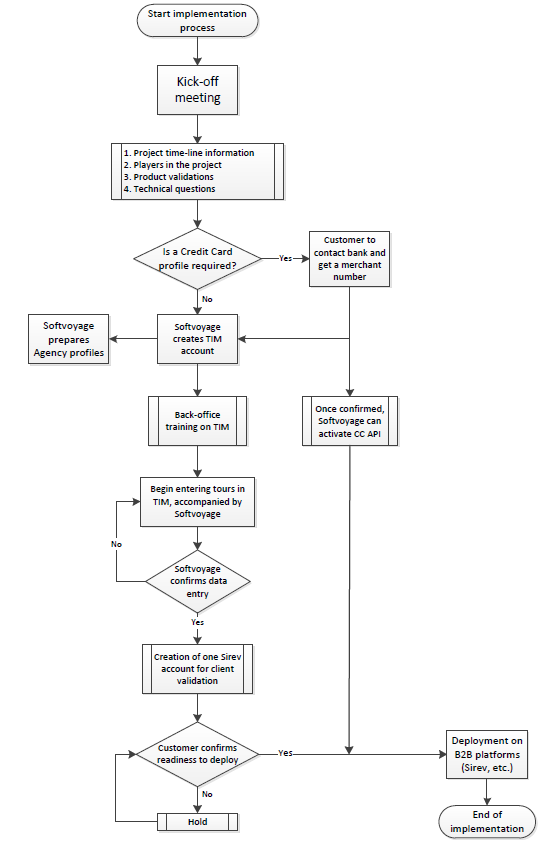 Start implementation
process
Kick-off
meeting
1. Project time-line information
2. Players in the project
3. Product validations
4. Technical questions
Is a Credit Card
profile required?
Yes
Customer to
contact bank and
get a merchant
number
No
Softvoyage
prepares
Agency profiles
Softvoyage
creates TIM
account
Back-office
training on TIM
Once confirmed,
Softvoyage can
activate CC API
Begin entering tours in
TIM, accompanied by
Softvoyage
No
Softvoyage
confirms data
entry
Yes
Creation of one Sirev
account for client
validation
Customer confirms
readiness to deploy
Yes
Deployment on
B2B platforms
(Sirev, etc.)
No
Hold
End of
implementation